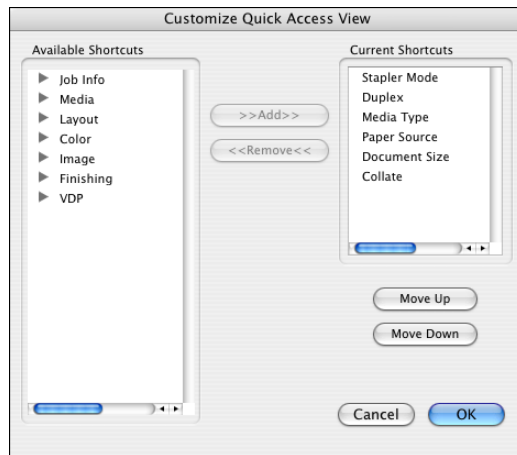 Customize Quick Access View
Available Shortcuts
Job Info
Media
Layout
Color
Image
Finishing
VDP
>>Add>>
<<Remove<<
Current Shortcuts
Stapler Mode
Duplex
Media Type
Paper Source
Document Size
Collate
Move Up
Move Down
Cancel
OK